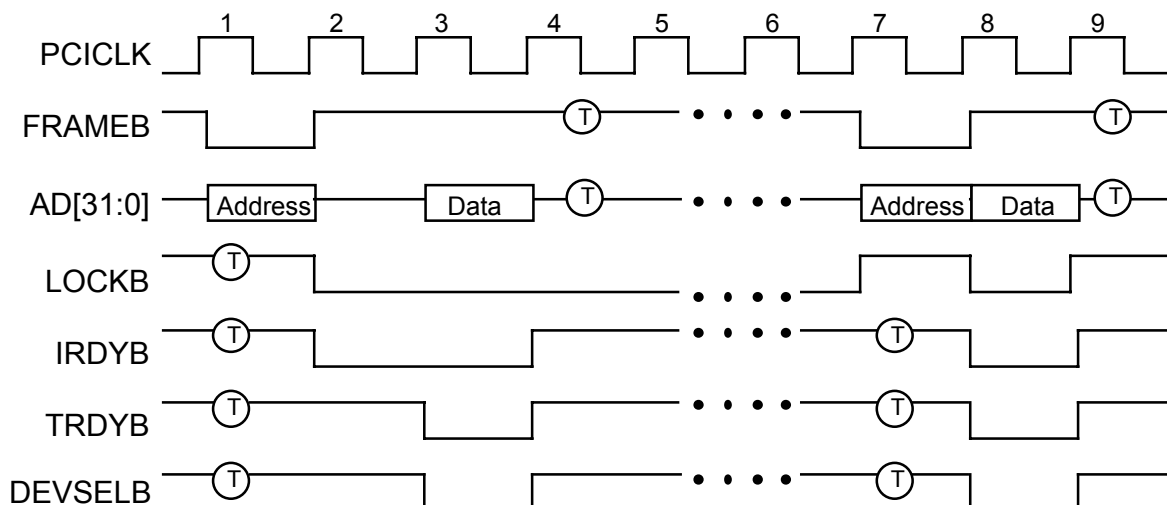 1 2 3 4 5 6 7 8 9
PCICLK
FRAMEB T T
AD[31:0] Address Data T Address Data T
LOCKB T
IRDYB T T
TRDYB T T
DEVSELB T T